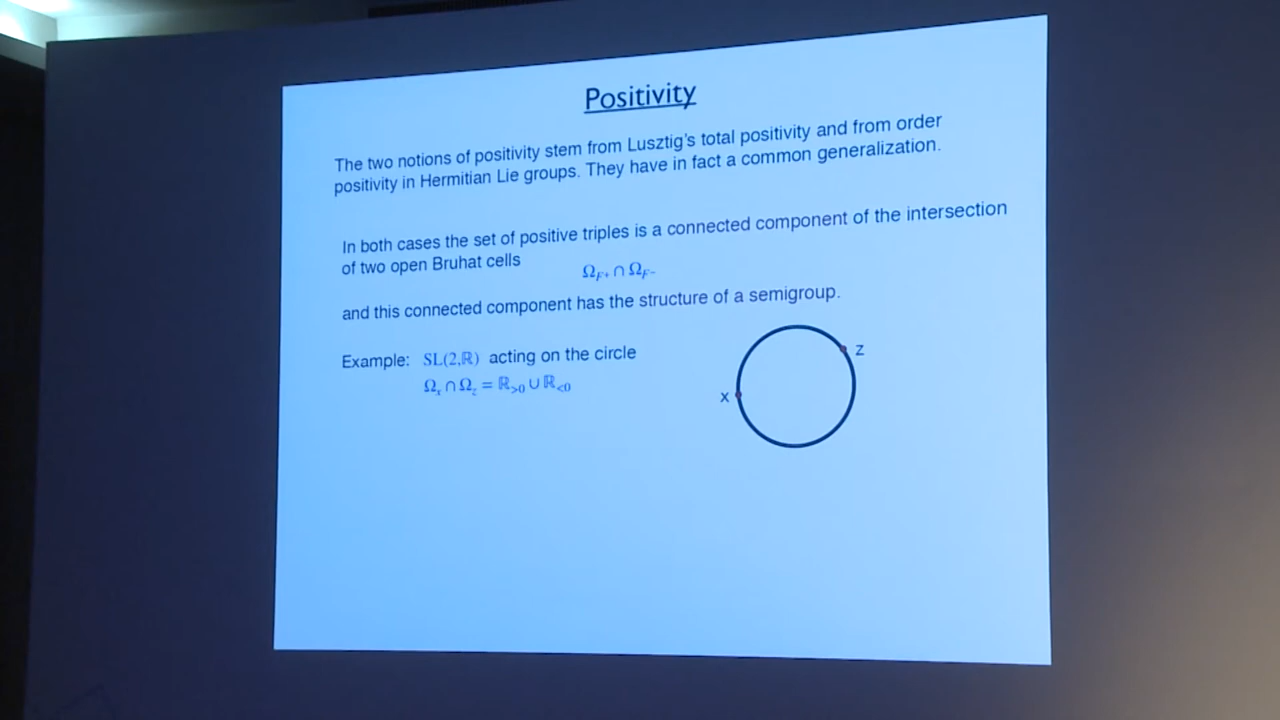 Positivity
The two notions of positivity stem from Lusztig's total positivity and from order
positivity in Hermitian Lie groups. They have in fact a common generalization.
In both cases the set of positive triples is a connected component of the intersection
of two open Bruhat cells
Ω_{F+} ∩ Ω_{F-}
and this connected component has the structure of a semigroup.
Example: SL(2,ℝ) acting on the circle
Ω_x ∩ Ω_z = ℝ_{>0} ∪ ℝ_{<0}
z
x